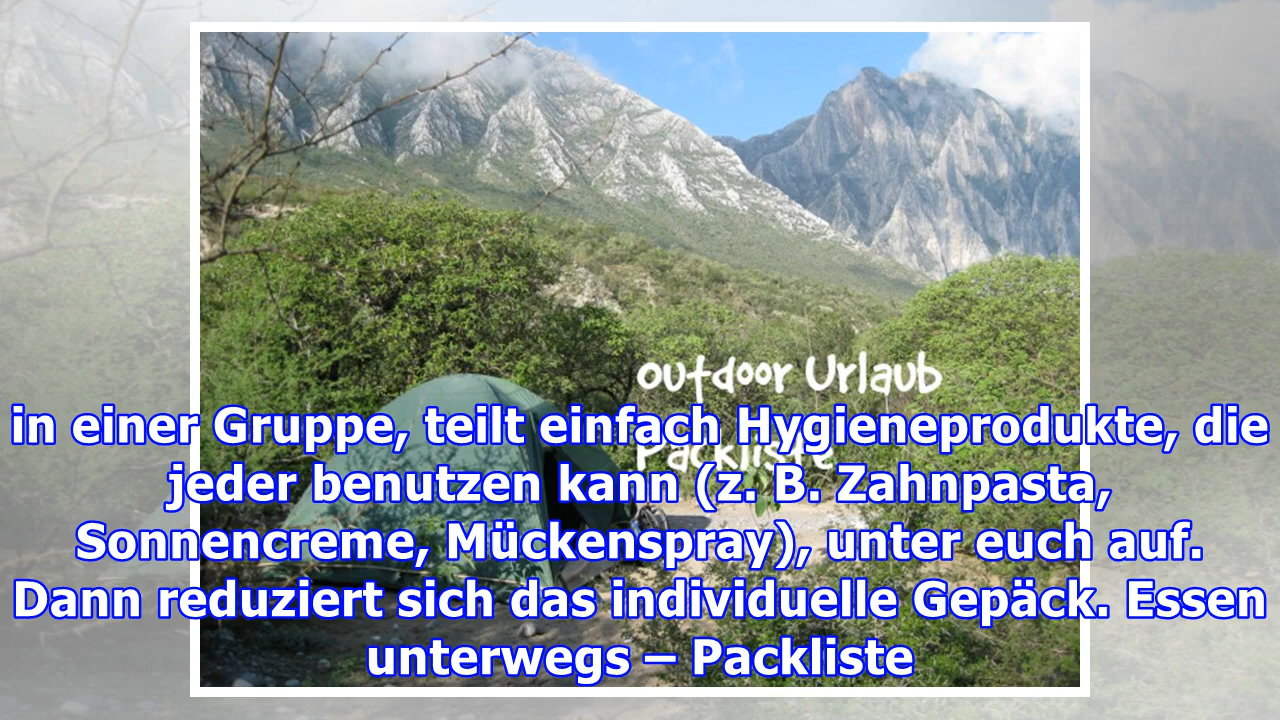 outdoor Urlaub
Packliste
in einer Gruppe, teilt einfach Hygieneprodukte, die
jeder benutzen kann (z. B. Zahnpasta,
Sonnencreme, Mückenspray), unter euch auf.
Dann reduziert sich das individuelle Gepäck. Essen
unterwegs – Packliste